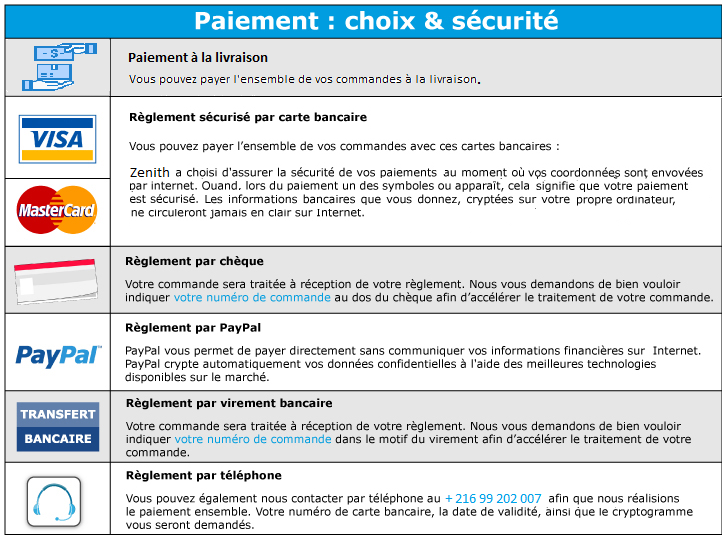 Paiement : choix & sécurité
- $ -
Paiement à la livraison
Vous pouvez payer l'ensemble de vos commandes à la livraison.
VISA
MasterCard
Règlement sécurisé par carte bancaire
Vous pouvez payer l'ensemble de vos commandes avec ces cartes bancaires :
Zenith a choisi d'assurer la sécurité de vos paiements au moment où vos coordonnées sont envoyées
par internet. Quand, lors du paiement un des symboles ou apparaît, cela signifie que votre paiement
est sécurisé. Les informations bancaires que vous donnez, cryptées sur votre propre ordinateur,
ne circuleront jamais en clair sur Internet.
Règlement par chèque
Votre commande sera traitée à réception de votre règlement. Nous vous demandons de bien vouloir
indiquer votre numéro de commande au dos du chèque afin d'accélérer le traitement de votre commande.
PayPal™
Règlement par PayPal
PayPal vous permet de payer directement sans communiquer vos informations financières sur Internet.
PayPal crypte automatiquement vos données confidentielles à l'aide des meilleures technologies
disponibles sur le marché.
TRANSFERT
BANCAIRE
Règlement par virement bancaire
Votre commande sera traitée à réception de votre règlement. Nous vous demandons de bien vouloir
indiquer votre numéro de commande dans le motif du virement afin d'accélérer le traitement de votre
commande.
Règlement par téléphone
Vous pouvez également nous contacter par téléphone au +216 99 202 007 afin que nous réalisions
le paiement ensemble. Votre numéro de carte bancaire, la date de validité, ainsi que le cryptogramme
vous seront demandés.